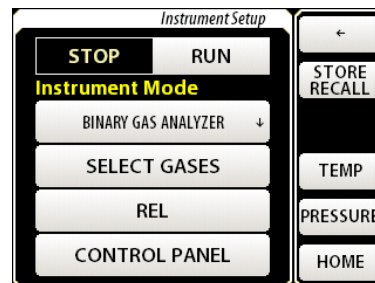 Instrument Setup
STOP RUN
Instrument Mode
BINARY GAS ANALYZER ↓
SELECT GASES
REL
CONTROL PANEL
←
STORE
RECALL
TEMP
PRESSURE
HOME